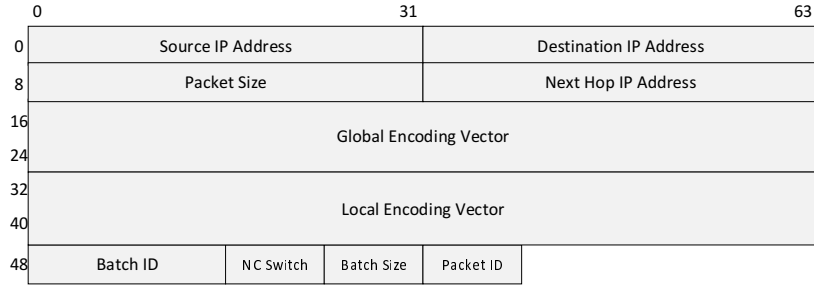 0 31 63
0 Source IP Address Destination IP Address
8 Packet Size Next Hop IP Address
16
Global Encoding Vector
24
32
Local Encoding Vector
40
48 Batch ID NC Switch Batch Size Packet ID